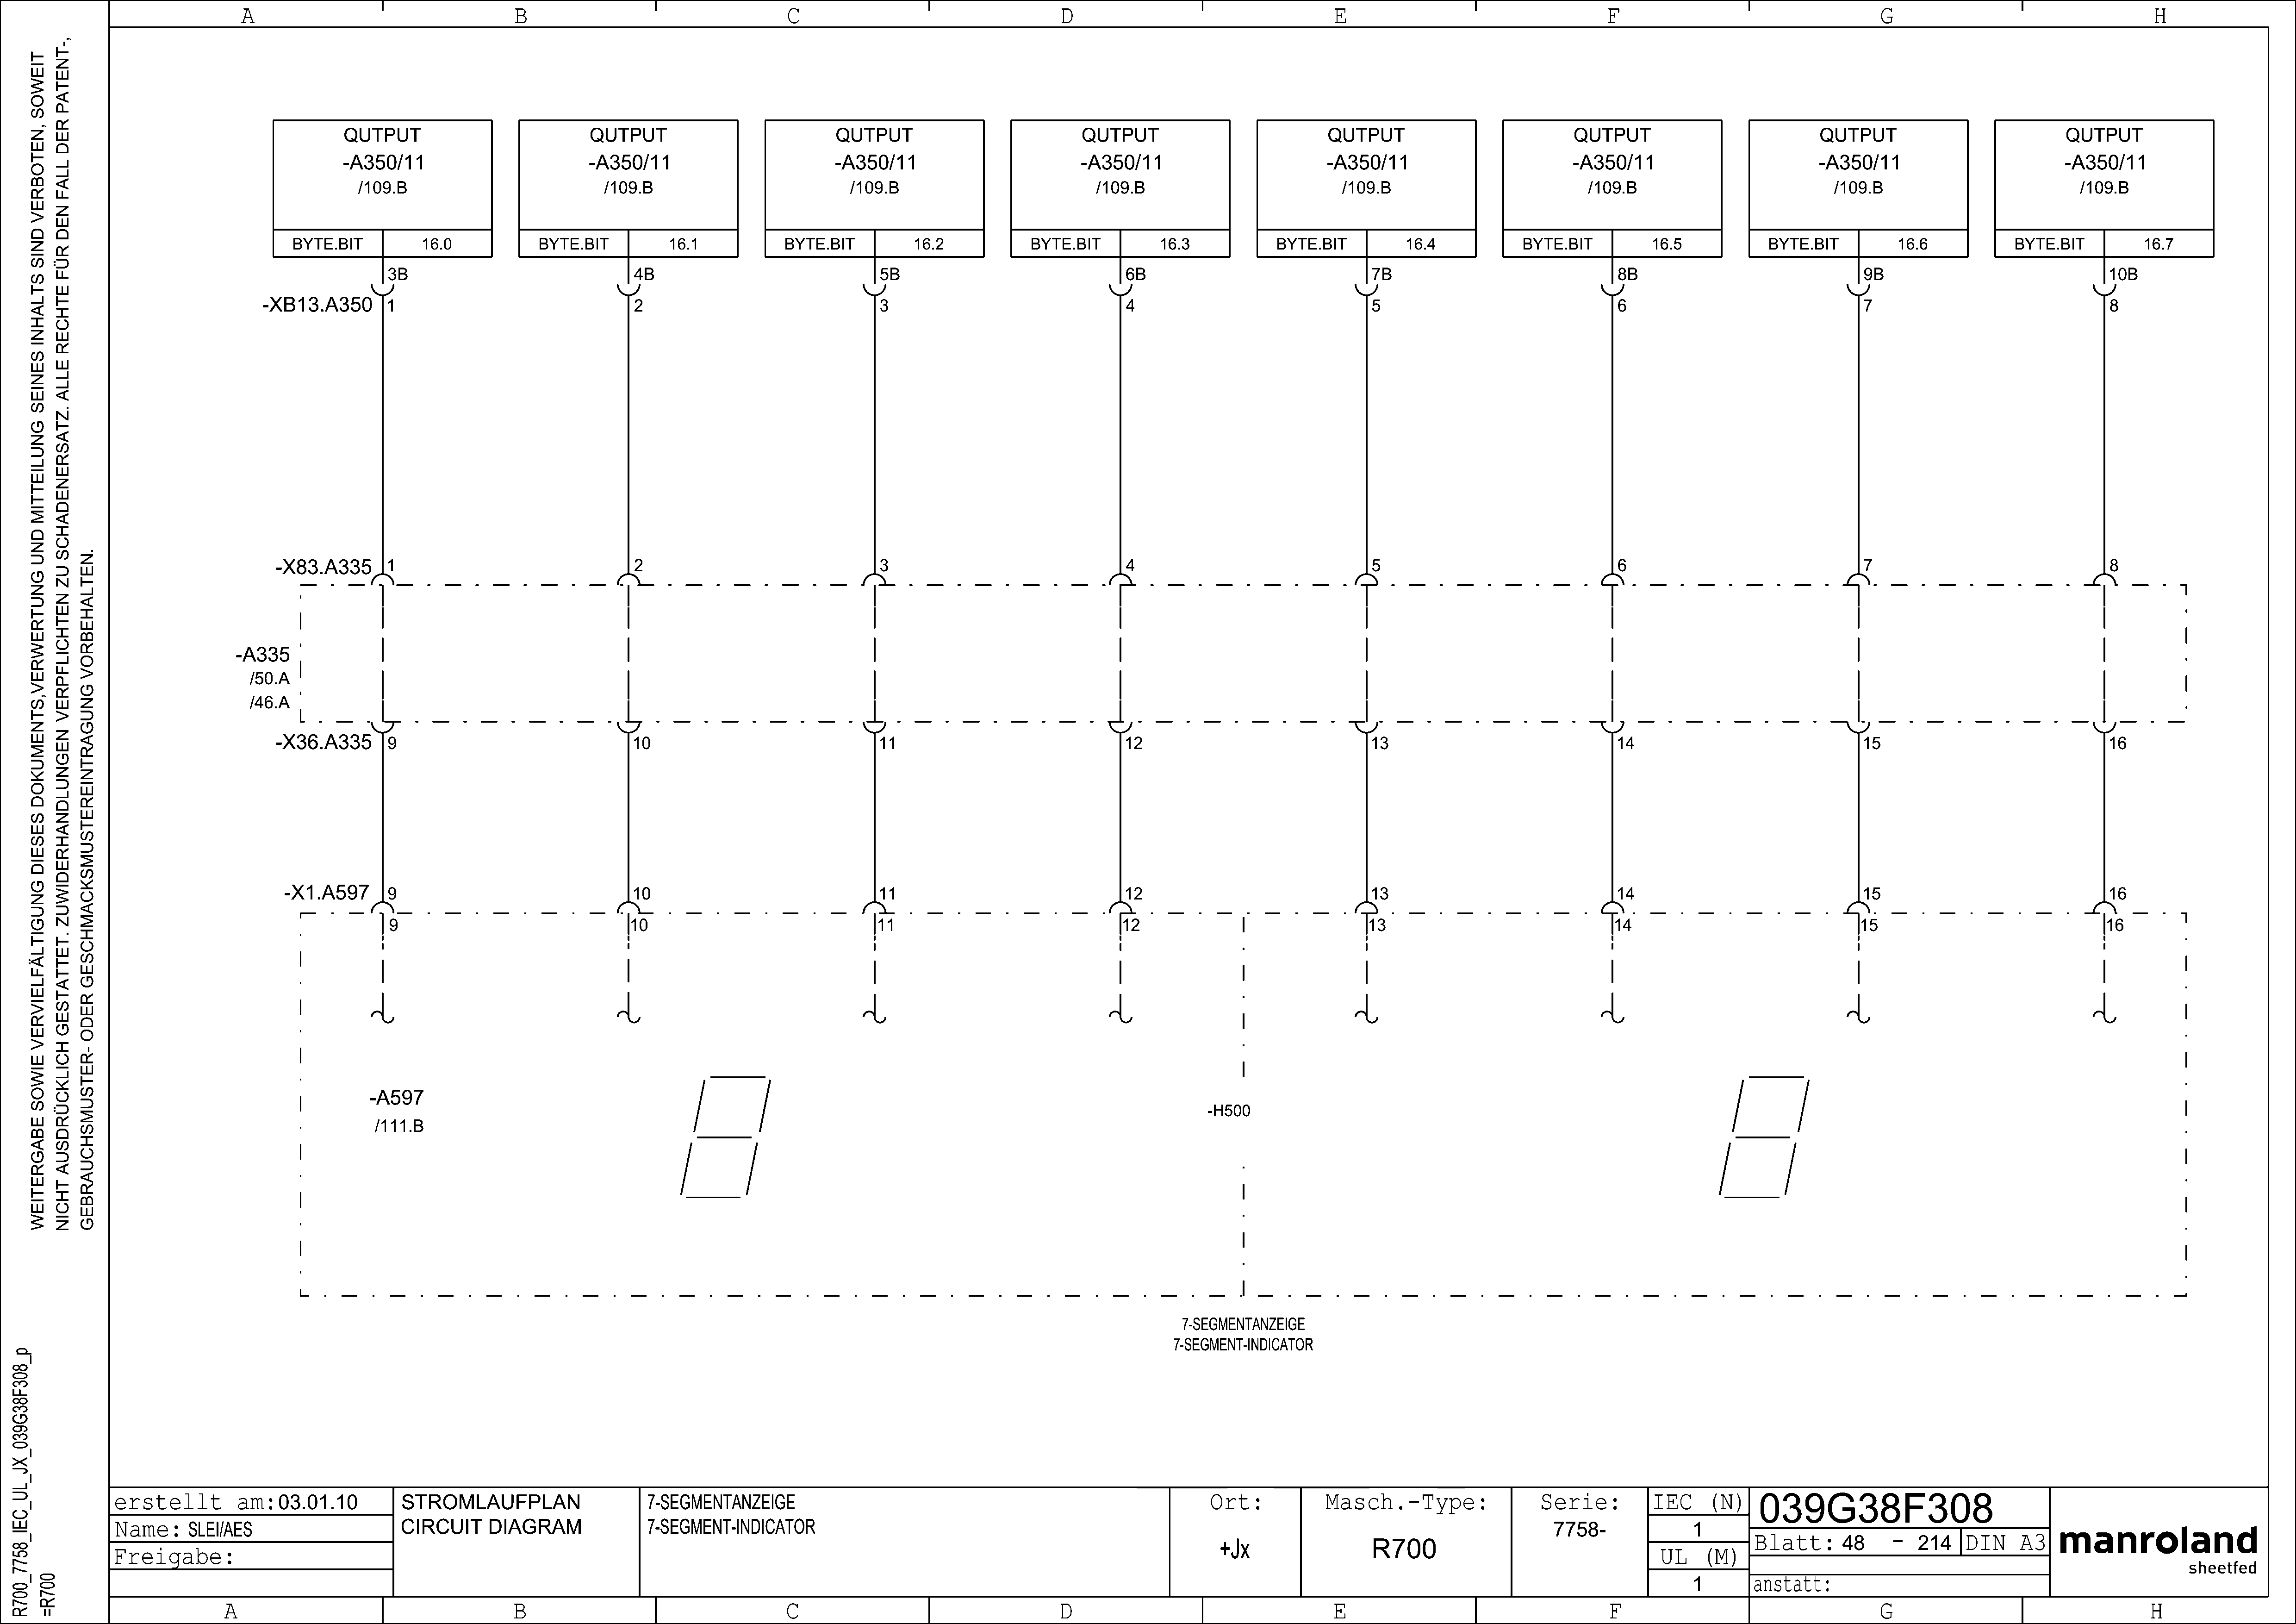 A B C D E F G H
WEITERGABE SOWIE VERVIELFÄLTIGUNG DIESES DOKUMENTS,VERWERTUNG UND MITTEILUNG SEINES INHALTS SIND VERBOTEN, SOWEIT
NICHT AUSDRÜCKLICH GESTATTET. ZUWIDERHANDLUNGEN VERPFLICHTEN ZU SCHADENERSATZ. ALLE RECHTE FÜR DEN FALL DER PATENT-,
GEBRAUCHSMUSTER- ODER GESCHMACKSMUSTEREINTRAGUNG VORBEHALTEN.
R700_7758_IEC_UL_JX_039G38F308_p
=R700
QUTPUT QUTPUT QUTPUT QUTPUT QUTPUT QUTPUT QUTPUT QUTPUT
-A350/11 -A350/11 -A350/11 -A350/11 -A350/11 -A350/11 -A350/11 -A350/11
/109.B /109.B /109.B /109.B /109.B /109.B /109.B /109.B
BYTE.BIT 16.0 BYTE.BIT 16.1 BYTE.BIT 16.2 BYTE.BIT 16.3 BYTE.BIT 16.4 BYTE.BIT 16.5 BYTE.BIT 16.6 BYTE.BIT 16.7
3B 4B 5B 6B 7B 8B 9B 10B
-XB13.A350 1 2 3 4 5 6 7 8
-X83.A335 1 2 3 4 5 6 7 8
-A335
/50.A
/46.A
-X36.A335 9 10 11 12 13 14 15 16
-X1.A597 9 10 11 12 13 14 15 16
9 10 11 12 13 14 15 16
-A597
/111.B
-H500
7-SEGMENTANZEIGE
7-SEGMENT-INDICATOR
erstellt am: 03.01.10
Name: SLEI/AES
Freigabe:
STROMLAUFPLAN
CIRCUIT DIAGRAM
7-SEGMENTANZEIGE
7-SEGMENT-INDICATOR
Ort:
+Jx
Masch.-Type:
R700
Serie:
7758-
IEC (N)
1
UL (M)
1
039G38F308
Blatt: 48 - 214 DIN A3
anstatt:
manroland
sheetfed
A B C D E F G H